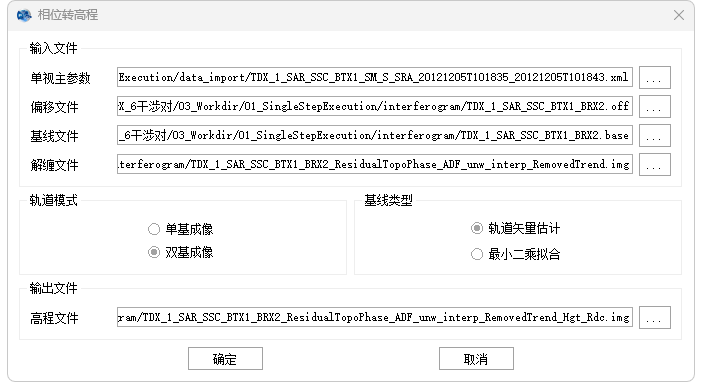 相位转高程
输入文件
单视主参数 Execution/data_import/TDX_1_SAR_SSC_BTX1_SM_S_SRA_20121205T101835_20121205T101843.xml ...
偏移文件 X_6干涉对/03_Workdir/01_SingleStepExecution/interferogram/TDX_1_SAR_SSC_BTX1_BRX2.off ...
基线文件 _6干涉对/03_Workdir/01_SingleStepExecution/interferogram/TDX_1_SAR_SSC_BTX1_BRX2.base ...
解缠文件 iterferogram/TDX_1_SAR_SSC_BTX1_BRX2_ResidualTopoPhase_ADF_unw_interp_RemovedTrend.img ...
轨道模式
单基成像
双基成像
基线类型
轨道矢量估计
最小二乘拟合
输出文件
高程文件 ram/TDX_1_SAR_SSC_BTX1_BRX2_ResidualTopoPhase_ADF_unw_interp_RemovedTrend_Hgt_Rdc.img ...
确定 取消